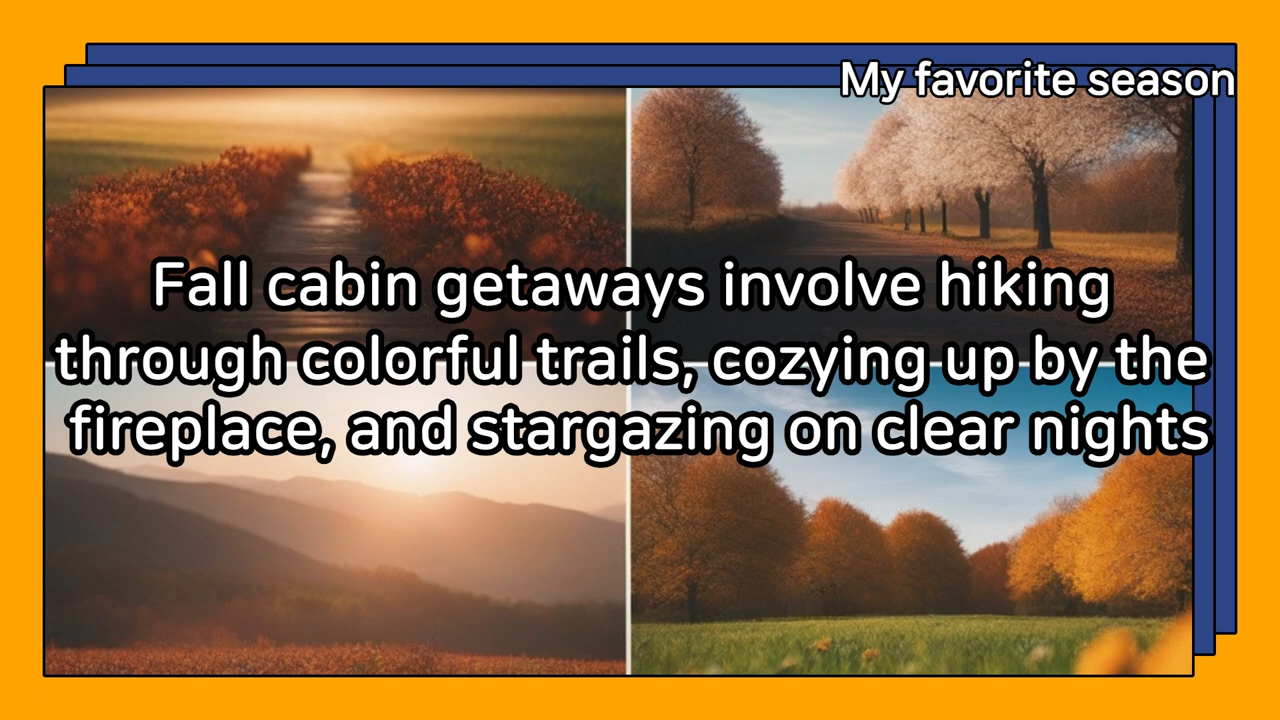 My favorite season
Fall cabin getaways involve hiking
through colorful trails, cozying up by the
fireplace, and stargazing on clear nights